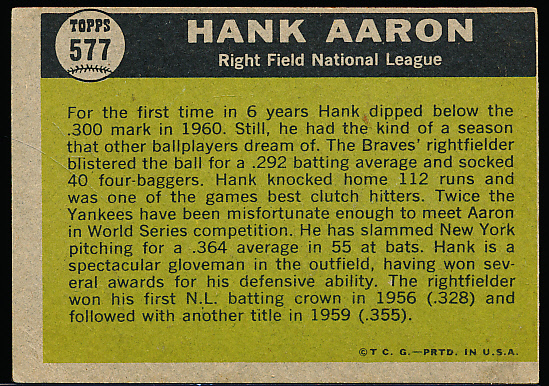 TOPPS
577
HANK AARON
Right Field National League
For the first time in 6 years Hank dipped below the
.300 mark in 1960. Still, he had the kind of a season
that other ballplayers dream of. The Braves' rightfielder
blistered the ball for a .292 batting average and socked
40 four-baggers. Hank knocked home 112 runs and
was one of the games best clutch hitters. Twice the
Yankees have been misfortunate enough to meet Aaron
in World Series competition. He has slammed New York
pitching for a .364 average in 55 at bats. Hank is a
spectacular gloveman in the outfield, having won sev-
eral awards for his defensive ability. The rightfielder
won his first N.L. batting crown in 1956 (.328) and
followed with another title in 1959 (.355).
©T. C. G.—PRTD. IN U.S.A.